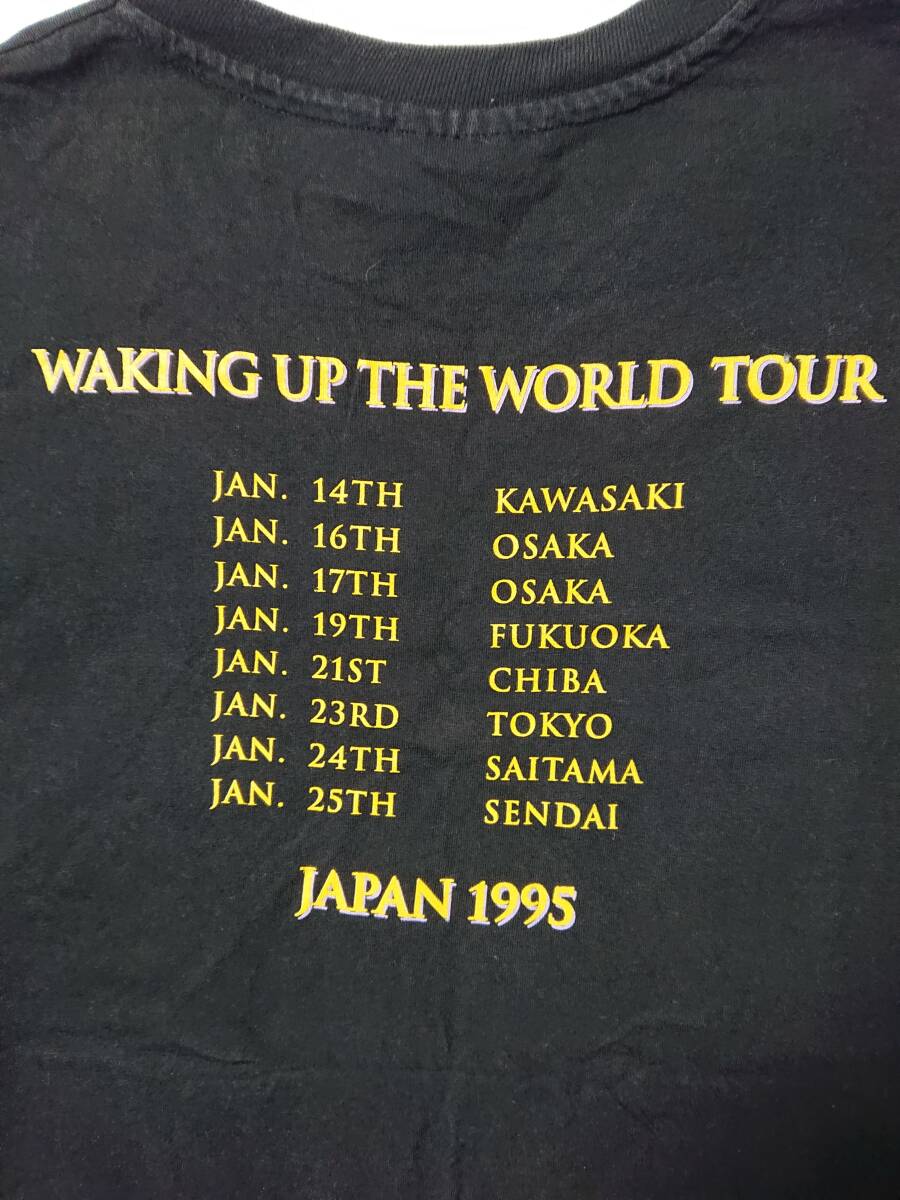 WAKING UP THE WORLD TOUR
JAN. 14TH KAWASAKI
JAN. 16TH OSAKA
JAN. 17TH OSAKA
JAN. 19TH FUKUOKA
JAN. 21ST CHIBA
JAN. 23RD TOKYO
JAN. 24TH SAITAMA
JAN. 25TH SENDAI
JAPAN 1995